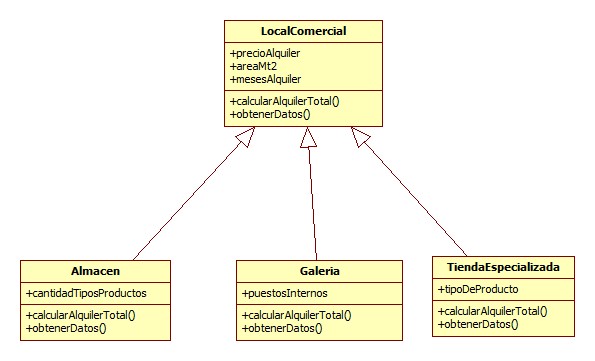 LocalComercial
+precioAlquiler
+areaMt2
+mesesAlquiler
+calcularAlquilerTotal()
+obtenerDatos()
Almacen
+cantidadTiposProductos
+calcularAlquilerTotal()
+obtenerDatos()
Galeria
+puestosInternos
+calcularAlquilerTotal()
+obtenerDatos()
TiendaEspecializada
+tipoDeProducto
+calcularAlquilerTotal()
+obtenerDatos()